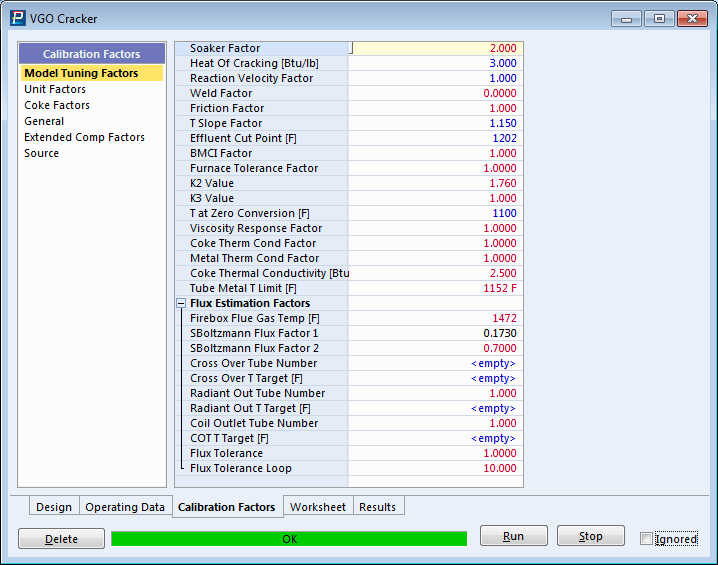 VGO Cracker
Calibration Factors
Model Tuning Factors
Unit Factors
Coke Factors
General
Extended Comp Factors
Source
Soaker Factor 2.000
Heat Of Cracking [Btu/lb] 3.000
Reaction Velocity Factor 1.000
Weld Factor 0.0000
Friction Factor 1.000
T Slope Factor 1.150
Effluent Cut Point [F] 1202
BMCI Factor 1.000
Furnace Tolerance Factor 1.0000
K2 Value 1.760
K3 Value 1.000
T at Zero Conversion [F] 1100
Viscosity Response Factor 1.0000
Coke Therm Cond Factor 1.0000
Metal Therm Cond Factor 1.0000
Coke Thermal Conductivity [Btu 2.500
Tube Metal T Limit [F] 1152 F
Flux Estimation Factors
Firebox Flue Gas Temp [F] 1472
SBoltzmann Flux Factor 1 0.1730
SBoltzmann Flux Factor 2 0.7000
Cross Over Tube Number <empty>
Cross Over T Target [F] <empty>
Radiant Out Tube Number 1.000
Radiant Out T Target [F] <empty>
Coil Outlet Tube Number 1.000
COT T Target [F] <empty>
Flux Tolerance 1.0000
Flux Tolerance Loop 10.000
Design Operating Data Calibration Factors Worksheet Results
Delete OK Run Stop Ignored